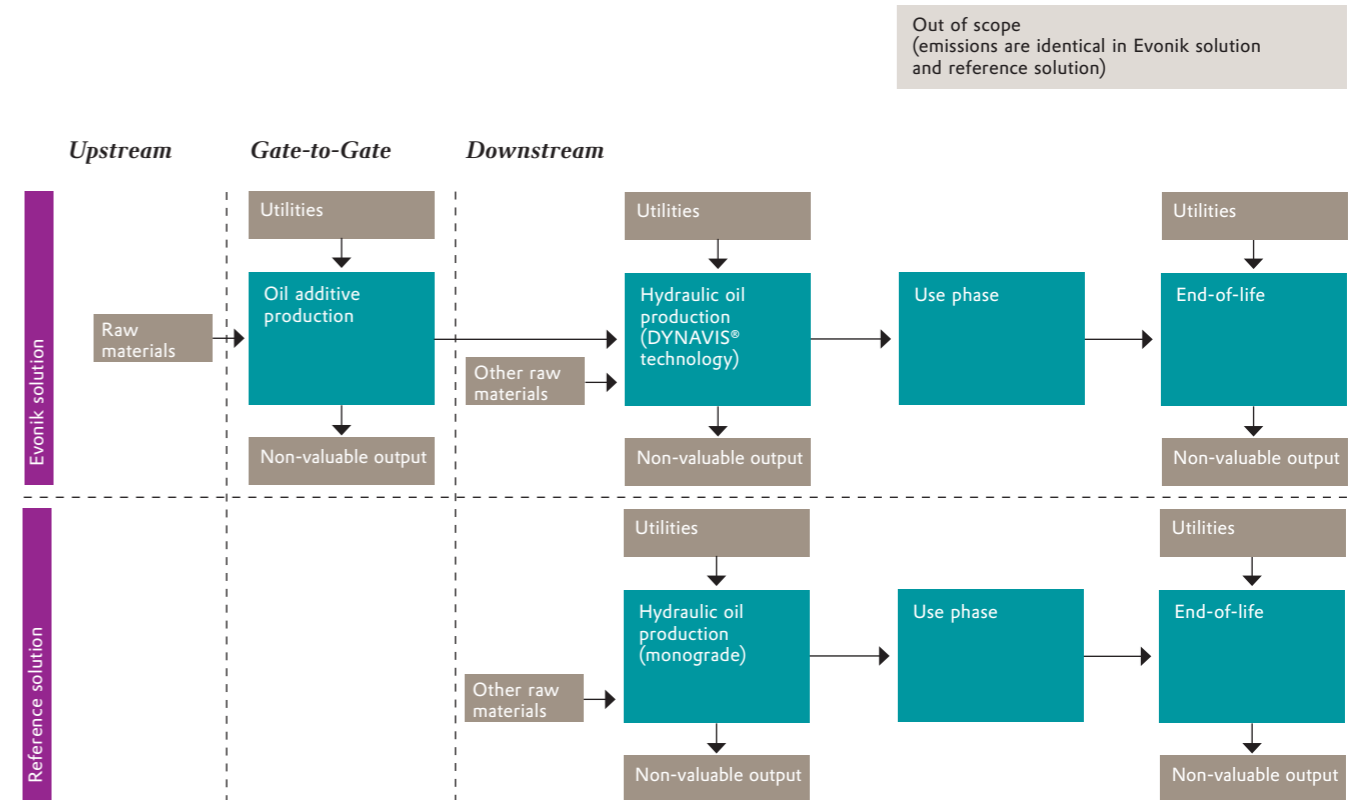 Out of scope
(emissions are identical in Evonik solution
and reference solution)
Upstream
Gate-to-Gate
Downstream
Evonik solution
Utilities
Utilities
Utilities
Raw
materials
Oil additive
production
Other raw
materials
Hydraulic oil
production
(DYNAVIS®
technology)
Use phase
End-of-life
Non-valuable output
Non-valuable output
Non-valuable output
Reference solution
Utilities
Utilities
Other raw
materials
Hydraulic oil
production
(monograde)
Use phase
End-of-life
Non-valuable output
Non-valuable output